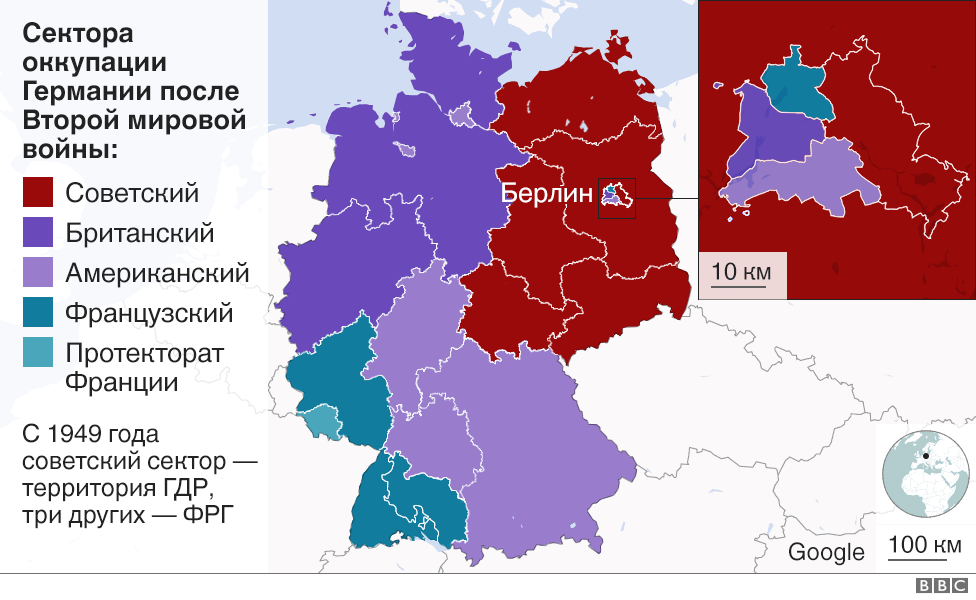 Сектора
оккупации
Германии после
Второй мировой
войны:
Советский
Британский
Американский
Французский
Протекторат
Франции
С 1949 года
советский сектор —
территория ГДР,
три других — ФРГ
Берлин
10 км
Google
100 км
BBC